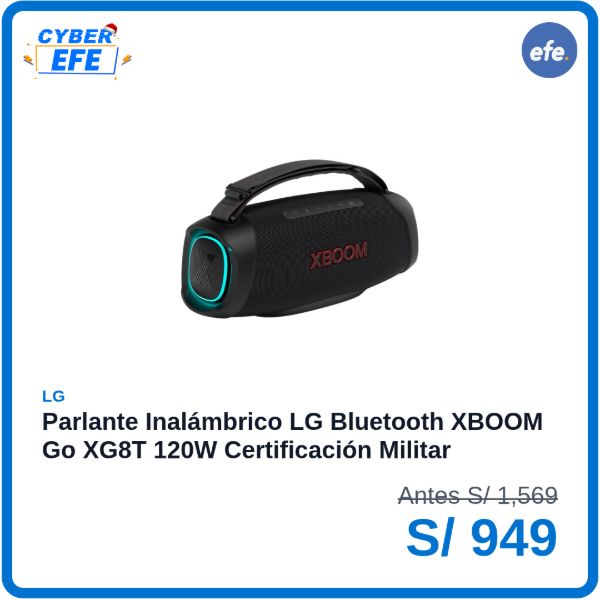 CYBER
EFE
efe.
XBOOM
LG
Parlante Inalámbrico LG Bluetooth XBOOM
Go XG8T 120W Certificación Militar
Antes S/ 1,569
S/ 949